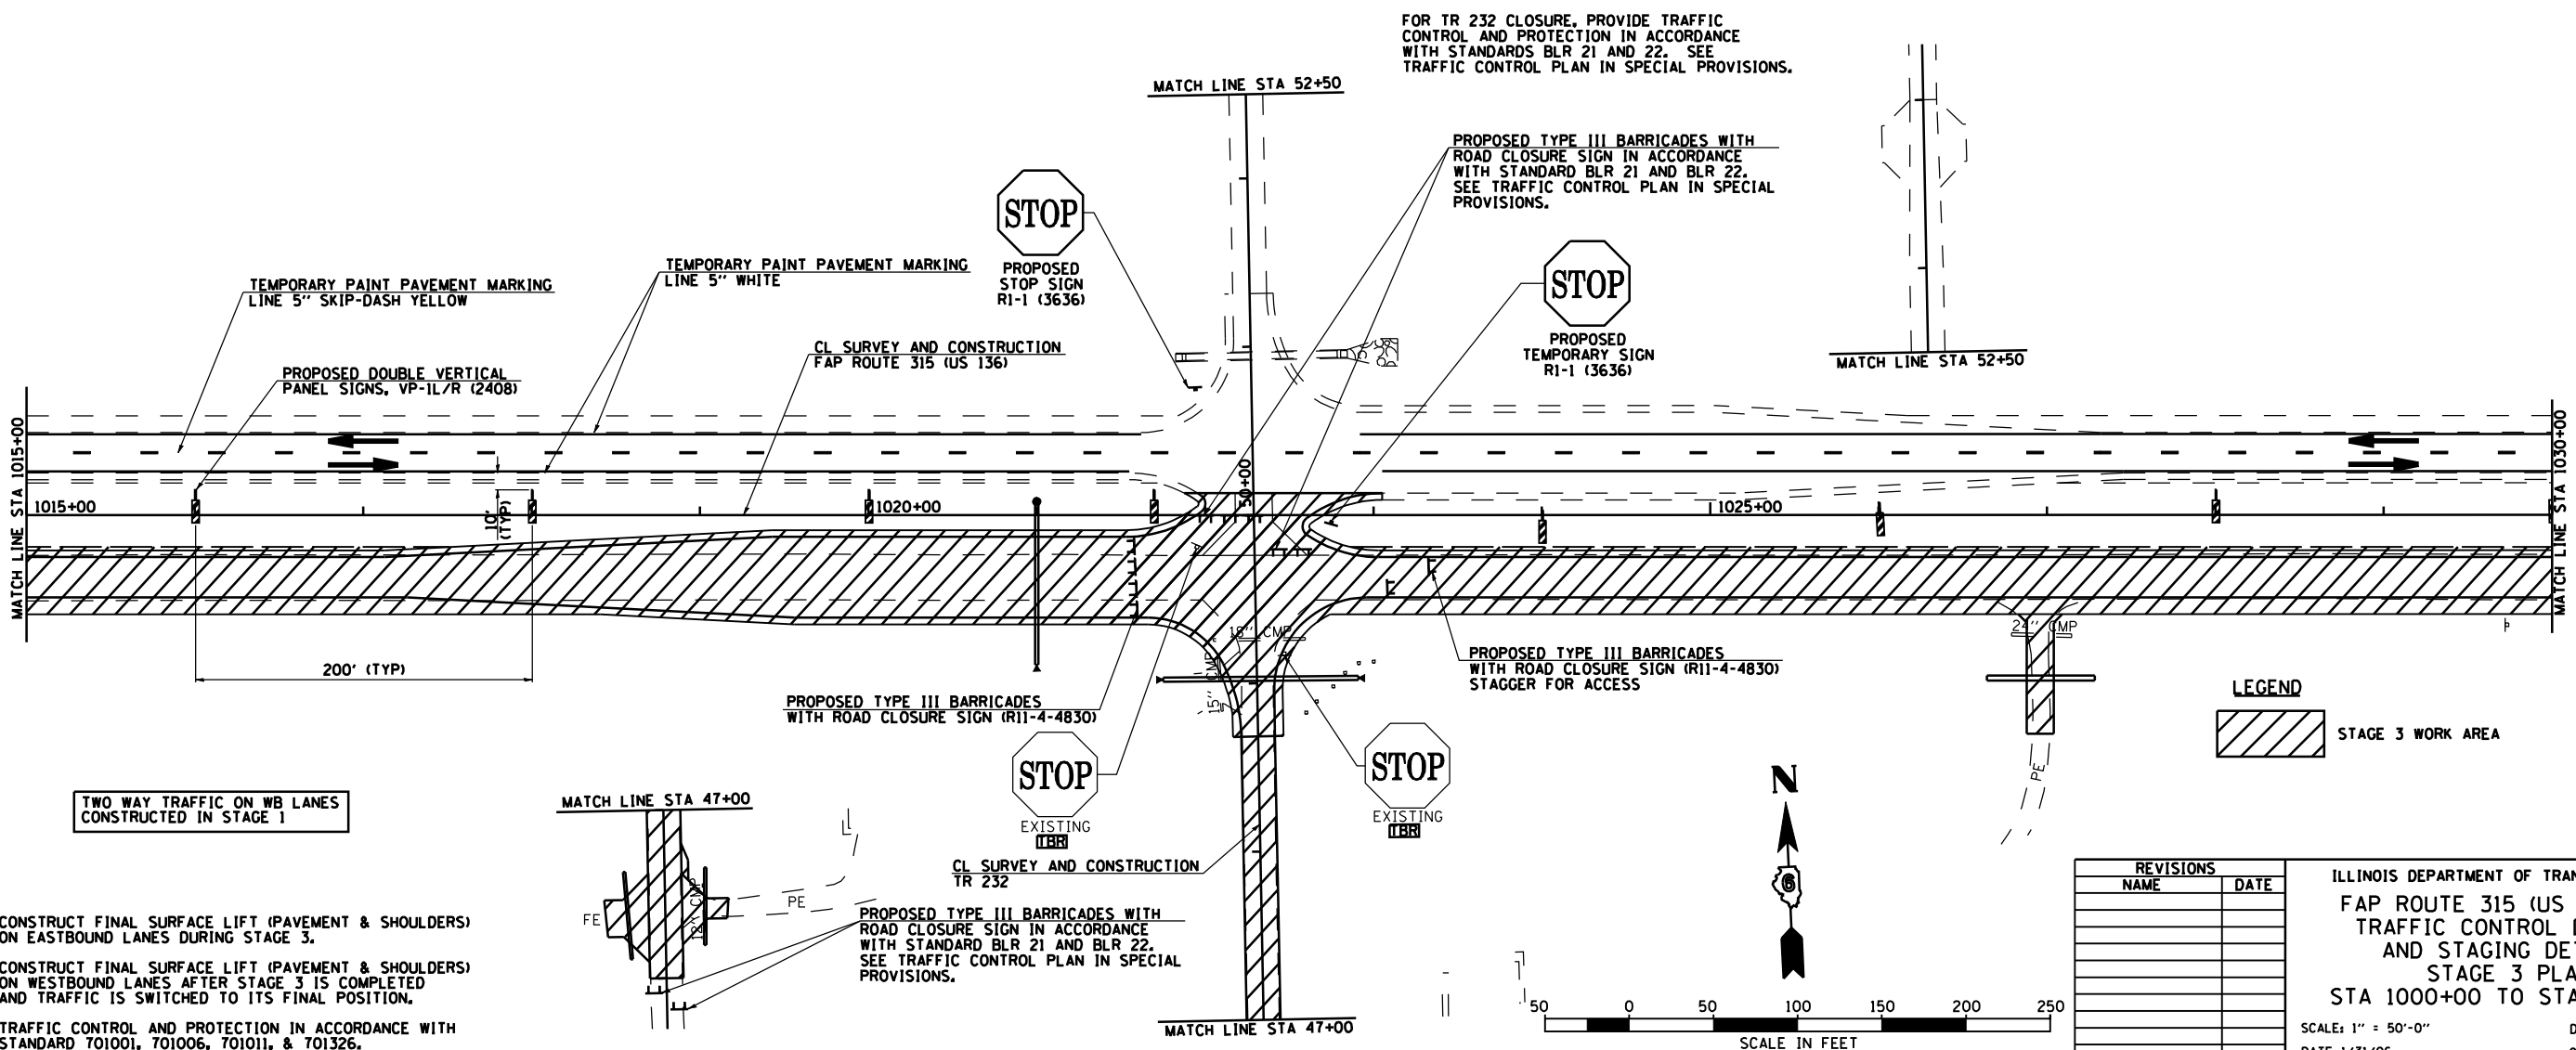 FOR TR 232 CLOSURE, PROVIDE TRAFFIC
CONTROL AND PROTECTION IN ACCORDANCE
WITH STANDARDS BLR 21 AND 22. SEE
TRAFFIC CONTROL PLAN IN SPECIAL PROVISIONS.
MATCH LINE STA 52+50
PROPOSED TYPE III BARRICADES WITH
ROAD CLOSURE SIGN IN ACCORDANCE
WITH STANDARD BLR 21 AND BLR 22.
SEE TRAFFIC CONTROL PLAN IN SPECIAL
PROVISIONS.
STOP
PROPOSED
STOP SIGN
R1-1 (3636)
STOP
PROPOSED
TEMPORARY SIGN
R1-1 (3636)
MATCH LINE STA 52+50
TEMPORARY PAINT PAVEMENT MARKING
LINE 5" SKIP-DASH YELLOW
TEMPORARY PAINT PAVEMENT MARKING
LINE 5" WHITE
CL SURVEY AND CONSTRUCTION
FAP ROUTE 315 (US 136)
PROPOSED DOUBLE VERTICAL
PANEL SIGNS, VP-1L/R (2408)
MATCH LINE STA 1015+00
1015+00
10'
(TYP)
1020+00
50+00
1025+00
MATCH LINE STA 1030+00
200' (TYP)
18" CMP
15" CMP
24" CMP
PE
PROPOSED TYPE III BARRICADES
WITH ROAD CLOSURE SIGN (R11-4-4830)
PROPOSED TYPE III BARRICADES
WITH ROAD CLOSURE SIGN (R11-4-4830)
STAGGER FOR ACCESS
LEGEND
STAGE 3 WORK AREA
STOP
EXISTING
TBR
STOP
EXISTING
TBR
N
6
TWO WAY TRAFFIC ON WB LANES
CONSTRUCTED IN STAGE 1
MATCH LINE STA 47+00
CL SURVEY AND CONSTRUCTION
TR 232
FE
12" CMP
PE
PROPOSED TYPE III BARRICADES WITH
ROAD CLOSURE SIGN IN ACCORDANCE
WITH STANDARD BLR 21 AND BLR 22.
SEE TRAFFIC CONTROL PLAN IN SPECIAL
PROVISIONS.
MATCH LINE STA 47+00
CONSTRUCT FINAL SURFACE LIFT (PAVEMENT & SHOULDERS)
ON EASTBOUND LANES DURING STAGE 3.
CONSTRUCT FINAL SURFACE LIFT (PAVEMENT & SHOULDERS)
ON WESTBOUND LANES AFTER STAGE 3 IS COMPLETED
AND TRAFFIC IS SWITCHED TO ITS FINAL POSITION.
TRAFFIC CONTROL AND PROTECTION IN ACCORDANCE WITH
STANDARD 701001, 701006, 701011, & 701326.
50 0 50 100 150 200 250
SCALE IN FEET
REVISIONS
NAME DATE
ILLINOIS DEPARTMENT OF TRAN
FAP ROUTE 315 (US
TRAFFIC CONTROL
AND STAGING DET
STAGE 3 PLA
STA 1000+00 TO STA
SCALE: 1" = 50'-0"